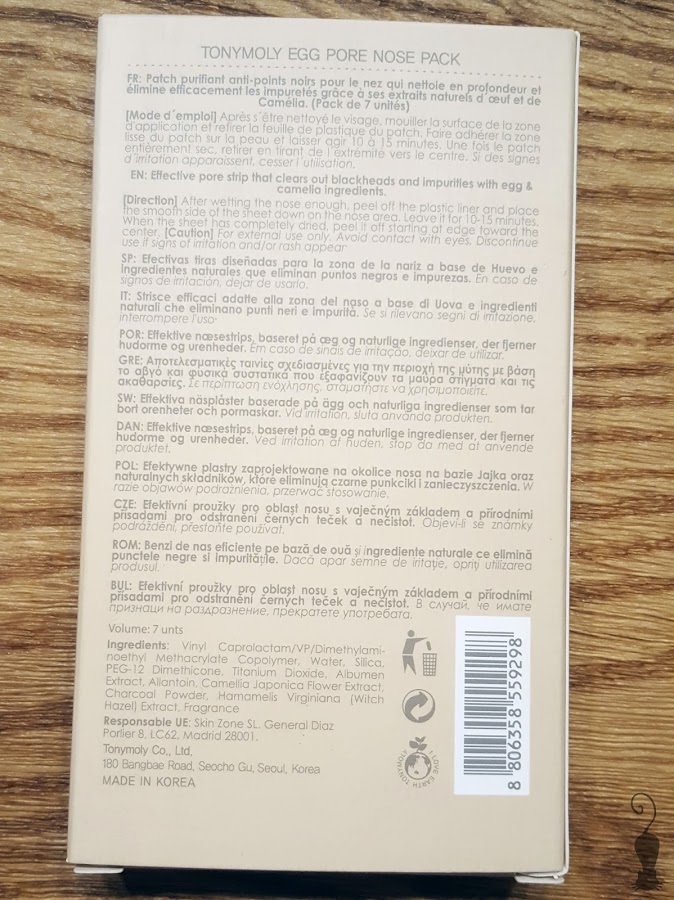 TONYMOLY EGG PORE NOSE PACK
FR: Patch purifiant anti-points noirs pour le nez qui nettoie en profondeur et
élimine efficacement les impuretés grâce à ses extraits naturels d´œuf et de
Camélia. (Pack de 7 unités)
[Mode d´emploi] Après s´être nettoyé le visage, mouiller la surface de la zone
d'application et retirer la feuille de plastique du patch. Faire adhérer la zone
lisse du patch sur la peau et laisser agir 10 à 15 minutes. Une fois le patch
entièrement sec, retirer en tirant de l´extrémité vers le centre. Si des signes
d´irritation apparaissent, cesser l´utilisation.
EN: Effective pore strip that clears out blackheads and impurities with egg &
camelia ingredients.
[Direction] After wetting the nose enough, peel off the plastic liner and place
the smooth side of the sheet down on the nose area. Leave it for 10-15 minutes.
When the sheet has completely dried, peel it off starting at edge toward the
center. [Caution] For external use only. Avoid contact with eyes. Discontinue
use if signs of irritation and/or rash appear
SP: Efectivas tiras diseñadas para la zona de la nariz a base de Huevo e
ingredientes naturales que eliminan puntos negros e impurezas. En caso de
signos de irritación, dejar de usarlo.
IT: Strisce efficaci adatte alla zona del naso a base di Uova e ingredienti
naturali che eliminano punti neri e impurità. Se si rilevano segni di irritazione,
interrompere l'uso·
POR: Effektive næsestrips, baseret på æg og naturlige ingredienser, der fjerner
hudorme og urenheder. Em caso de sinais de irritação, deixar de utilizar.
GRE: Αποτελεσματικές ταινίες σχεδιασμένες για την περιοχή της μύτης με βάση
το αβγό και φυσικά συστατικά που εξαφανίζουν τα μαύρα στίγματα και τις
ακαθαρσίες. Σε περίπτωση ενόχλησης, σταματήστε να χρησιμοποιείτε.
SW: Effektiva näsplåster baserade på ägg och naturliga ingredienser som tar
bort orenheter och pormaskar. Vid irritation, sluta använda produkten.
DAN: Effektive næsestrips, baseret på æg og naturlige ingredienser, der fjerner
hudorme og urenheder. Ved irritation af huden, stop da med at anvende
produktet.
POL: Efektywne plastry zaprojektowane na okolice nosa na bazie Jajka oraz
naturalnych składników, które eliminują czarne punkciki i zanieczyszczenia. W
razie objawów podrażnienia, przerwać stosowanie.
CZE: Efektivní proužky pro oblast nosu s vaječným základem a přírodními
přísadami pro odstranění černých teček a nečistot. Objeví-li se známky
podráždění, přestaňte používat.
ROM: Benzi de nas eficiente pe bază de ouă și ingrediente naturale ce elimină
punctele negre si impuritățile. Dacă apar semne de iritație, opriți utilizarea
produsul.
BUL: Efektivní proužky pro oblast nosu s vaječným základem a přírodními
přísadami pro odstranění černých teček a nečistot. В случай, че имате
признаци на раздразнение, прекратете употребата.
Volume: 7 unts
Ingredients: Vinyl Caprolactam/VP/Dimethylami-
noethyl Methacrylate Copolymer, Water, Silica,
PEG-12 Dimethicone, Titanium Dioxide, Albumen
Extract, Allantoin, Camellia Japonica Flower Extract,
Charcoal Powder, Hamamelis Virginiana (Witch
Hazel) Extract, Fragrance
Responsable UE: Skin Zone SL. General Diaz
Porlier 8, LC62, Madrid 28001.
Tonymoly Co., Ltd.
180 Bangbae Road, Seocho Gu, Seoul, Korea
MADE IN KOREA
I LOVE EARTH TONYMOLY
8 806358 559298